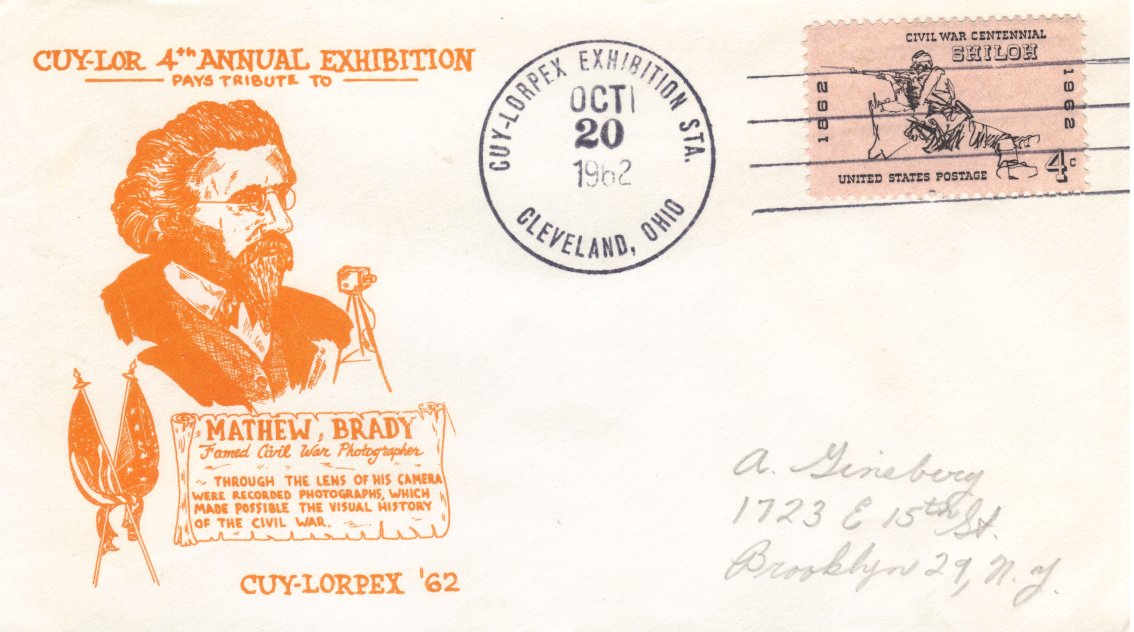 CUY-LOR 4th ANNUAL EXHIBITION
PAYS TRIBUTE TO
MATHEW BRADY
Famed Civil War Photographer
THROUGH THE LENS OF HIS CAMERA
WERE RECORDED PHOTOGRAPHS, WHICH
MADE POSSIBLE THE VISUAL HISTORY
OF THE CIVIL WAR.
CUY-LORPEX '62
CUY-LORPEX EXHIBITION STA.
OCT
20
1962
CLEVELAND, OHIO
CIVIL WAR CENTENNIAL
SHILOH
1862
1962
4c
UNITED STATES POSTAGE
A. Ginsberg
1723 E 15th St.
Brooklyn 29, N.Y.